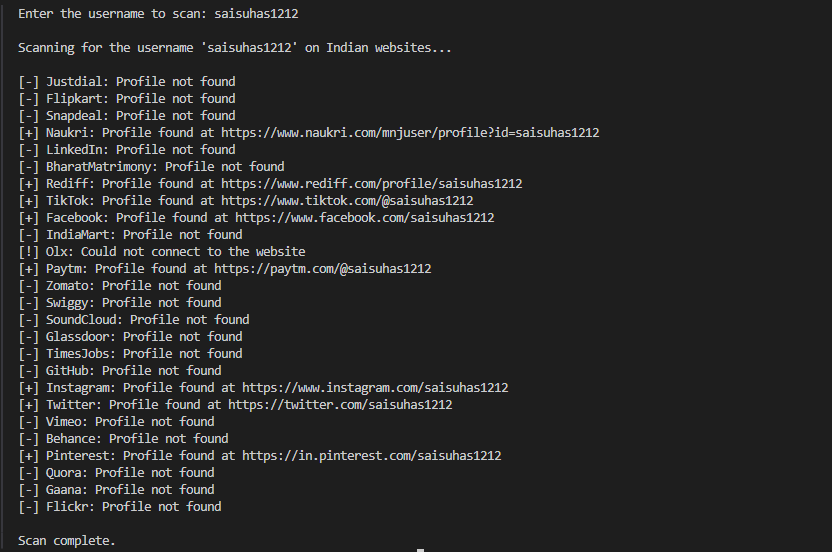 Enter the username to scan: saisuhas1212
Scanning for the username 'saisuhas1212' on Indian websites...
[-] Justdial: Profile not found
[-] Flipkart: Profile not found
[-] Snapdeal: Profile not found
[+] Naukri: Profile found at https://www.naukri.com/mnjuser/profile?id=saisuhas1212
[-] LinkedIn: Profile not found
[-] BharatMatrimony: Profile not found
[+] Rediff: Profile found at https://www.rediff.com/profile/saisuhas1212
[+] TikTok: Profile found at https://www.tiktok.com/@saisuhas1212
[+] Facebook: Profile found at https://www.facebook.com/saisuhas1212
[-] IndiaMart: Profile not found
[!] Olx: Could not connect to the website
[+] Paytm: Profile found at https://paytm.com/@saisuhas1212
[-] Zomato: Profile not found
[-] Swiggy: Profile not found
[-] SoundCloud: Profile not found
[-] Glassdoor: Profile not found
[-] TimesJobs: Profile not found
[-] GitHub: Profile not found
[+] Instagram: Profile found at https://www.instagram.com/saisuhas1212
[+] Twitter: Profile found at https://twitter.com/saisuhas1212
[-] Vimeo: Profile not found
[-] Behance: Profile not found
[+] Pinterest: Profile found at https://in.pinterest.com/saisuhas1212
[-] Quora: Profile not found
[-] Gaana: Profile not found
[-] Flickr: Profile not found
Scan complete.